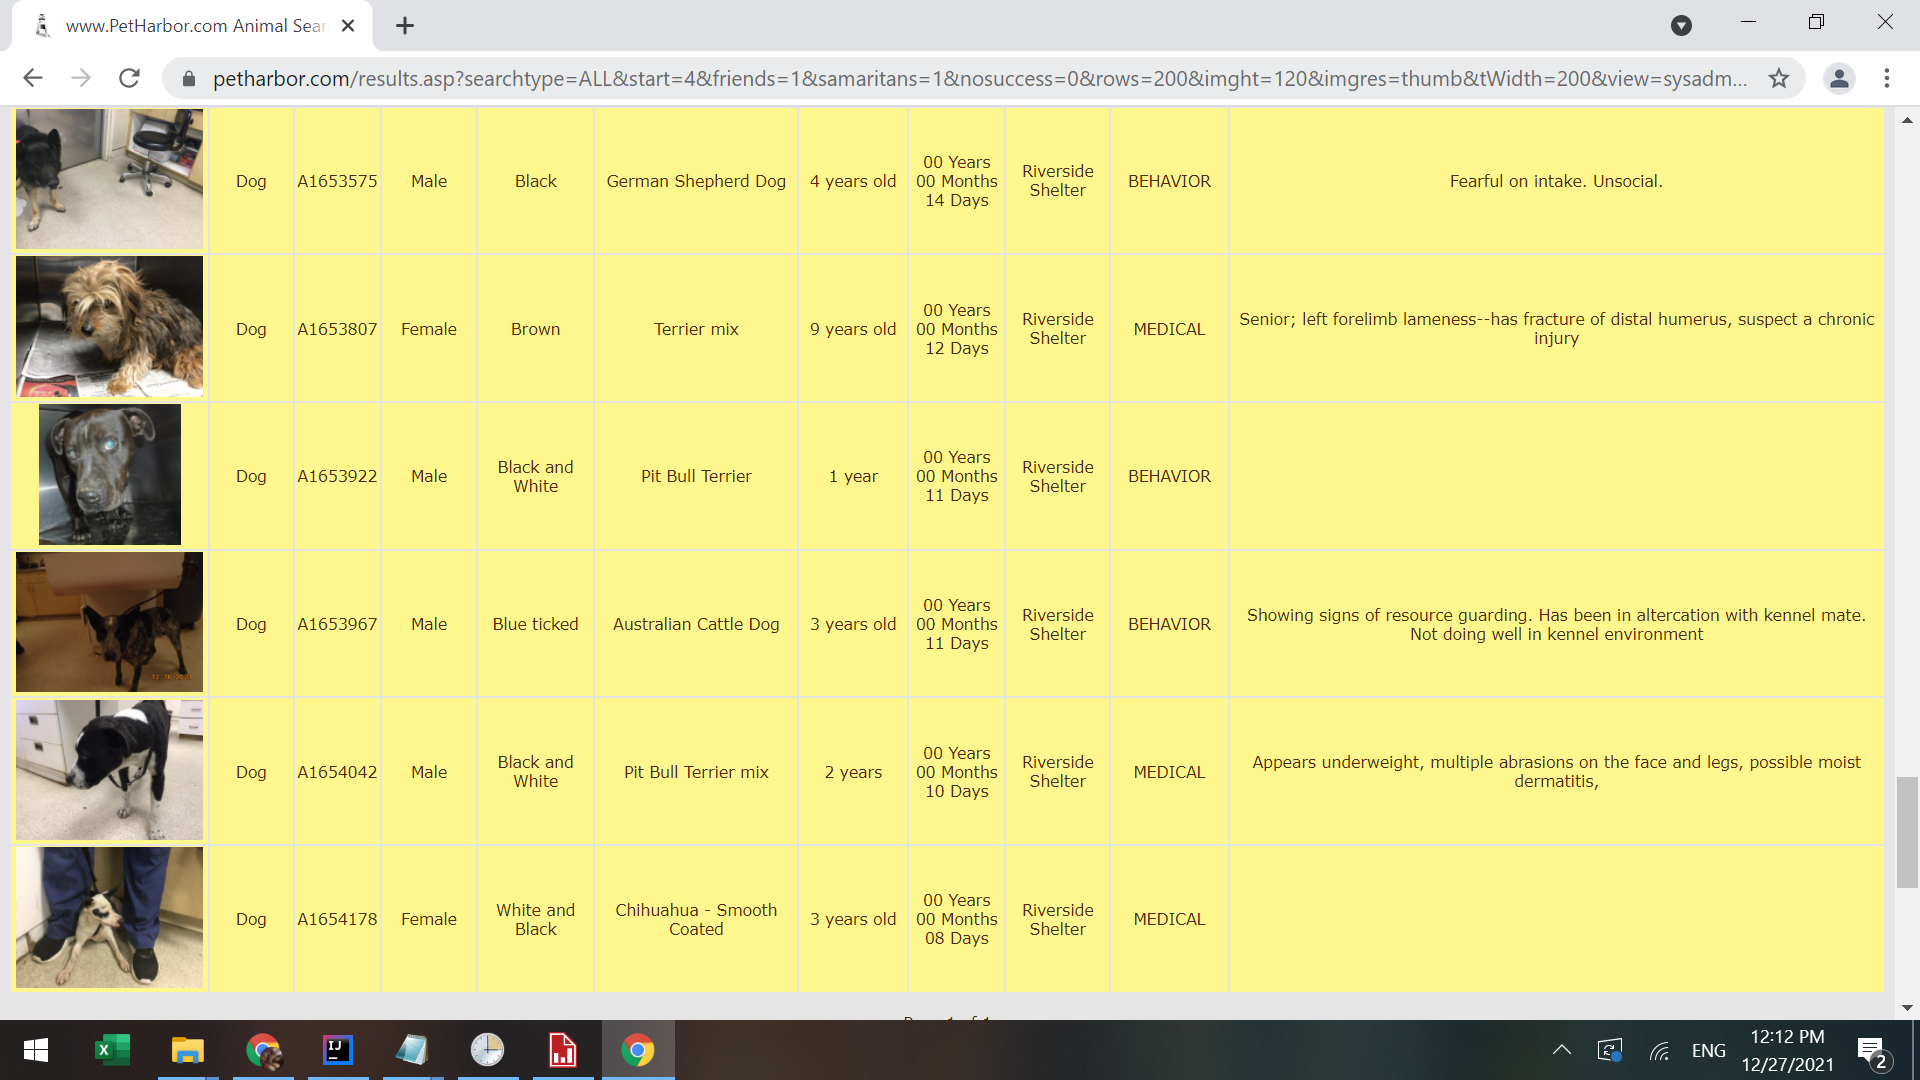 www.PetHarbor.com Animal Sear
petharbor.com/results.asp?searchtype=ALL&start=4&friends=1&samaritans=1&nosuccess=0&rows=200&imght=120&imgres=thumb&tWidth=200&view=sysadm...
Dog A1653575 Male Black German Shepherd Dog 4 years old 00 Years 00 Months 14 Days Riverside Shelter BEHAVIOR Fearful on intake. Unsocial.
Dog A1653807 Female Brown Terrier mix 9 years old 00 Years 00 Months 12 Days Riverside Shelter MEDICAL Senior; left forelimb lameness--has fracture of distal humerus, suspect a chronic injury
Dog A1653922 Male Black and White Pit Bull Terrier 1 year 00 Years 00 Months 11 Days Riverside Shelter BEHAVIOR
Dog A1653967 Male Blue ticked Australian Cattle Dog 3 years old 00 Years 00 Months 11 Days Riverside Shelter BEHAVIOR Showing signs of resource guarding. Has been in altercation with kennel mate. Not doing well in kennel environment
Dog A1654042 Male Black and White Pit Bull Terrier mix 2 years 00 Years 00 Months 10 Days Riverside Shelter MEDICAL Appears underweight, multiple abrasions on the face and legs, possible moist dermatitis,
Dog A1654178 Female White and Black Chihuahua - Smooth Coated 3 years old 00 Years 00 Months 08 Days Riverside Shelter MEDICAL
IJ
ENG
12:12 PM
12/27/2021
2